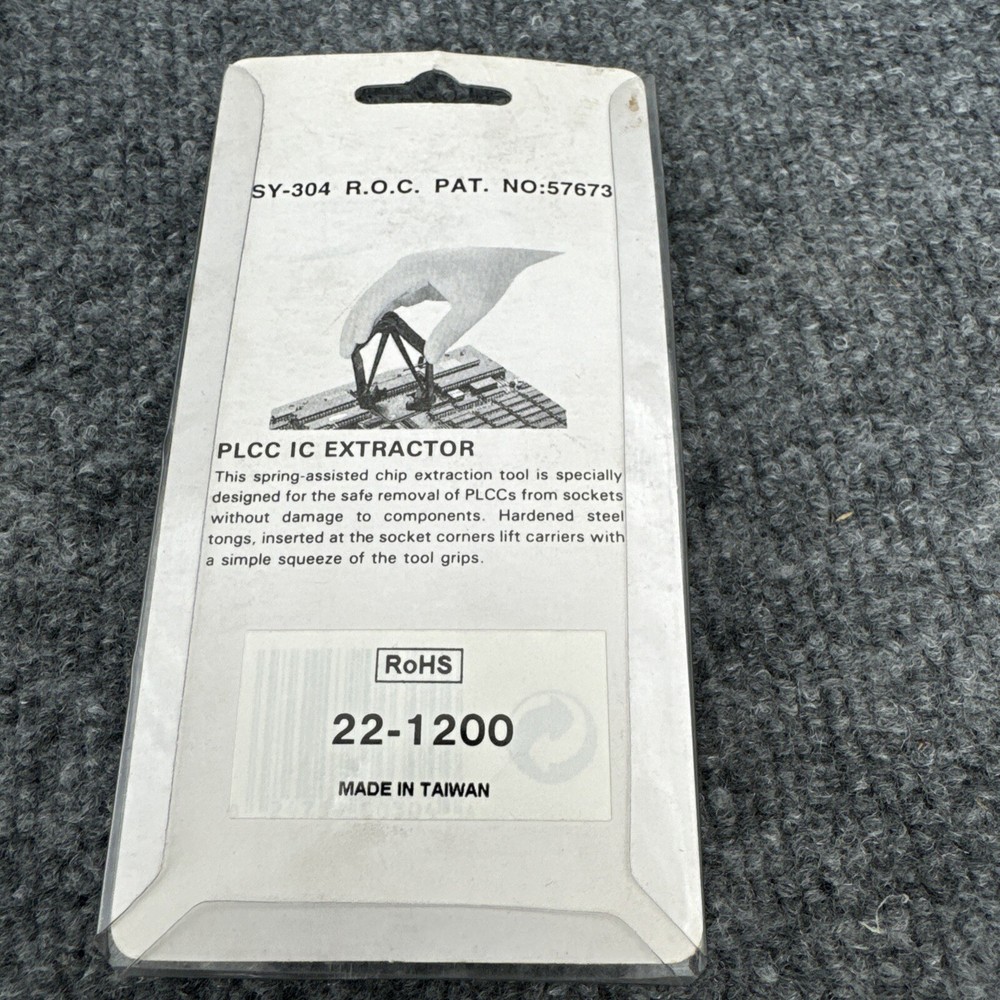 SY-304 R.O.C. PAT. NO:57673
PLCC IC EXTRACTOR
This spring-assisted chip extraction tool is specially
designed for the safe removal of PLCCs from sockets
without damage to components. Hardened steel
tongs, inserted at the socket corners lift carriers with
a simple squeeze of the tool grips.
RoHS
22-1200
MADE IN TAIWAN